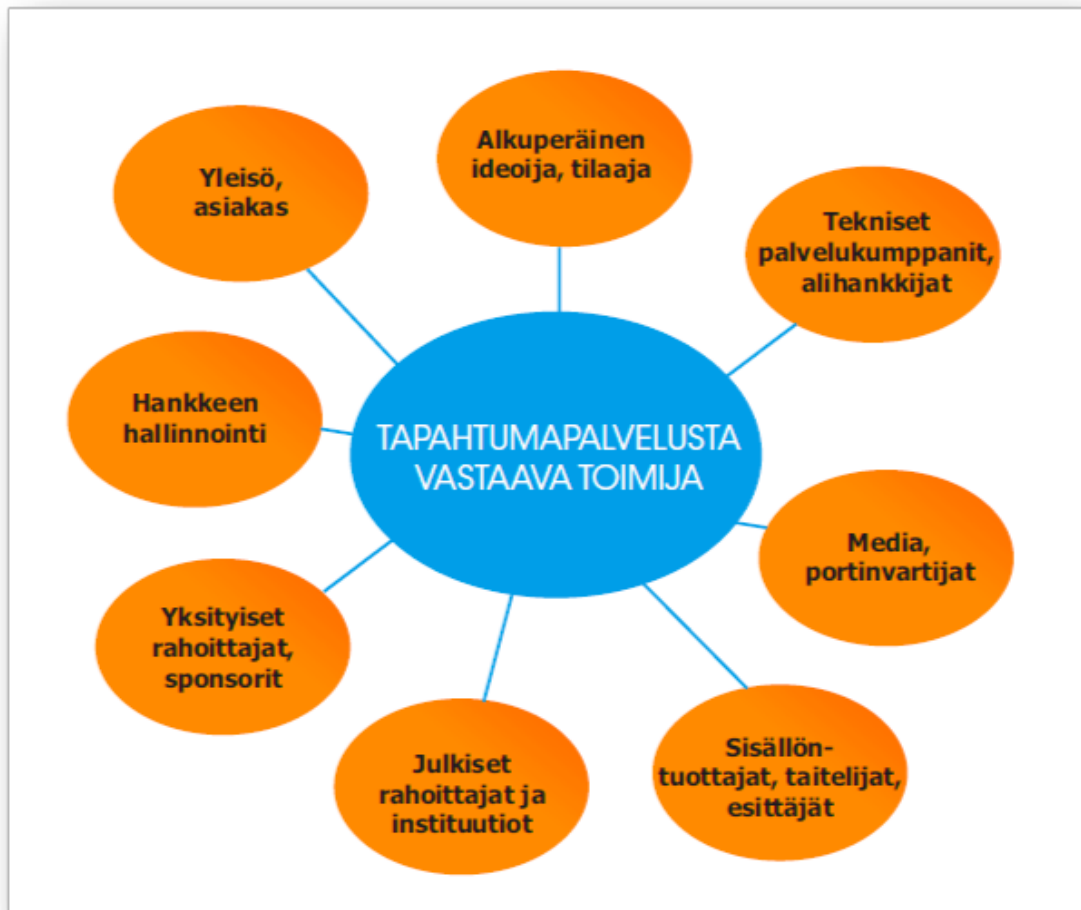 Alkuperäinen
ideoija, tilaaja
Yleisö,
asiakas
Tekniset
palvelukumppanit,
alihankkijat
Hankkeen
hallinnointi
TAPAHTUMAPALVELUSTA
VASTAAVA TOIMIJA
Media,
portinvartijat
Yksityiset
rahoittajat,
sponsorit
Sisällön-
tuottajat, taitelijat,
esittäjät
Julkiset
rahoittajat ja
instituutiot